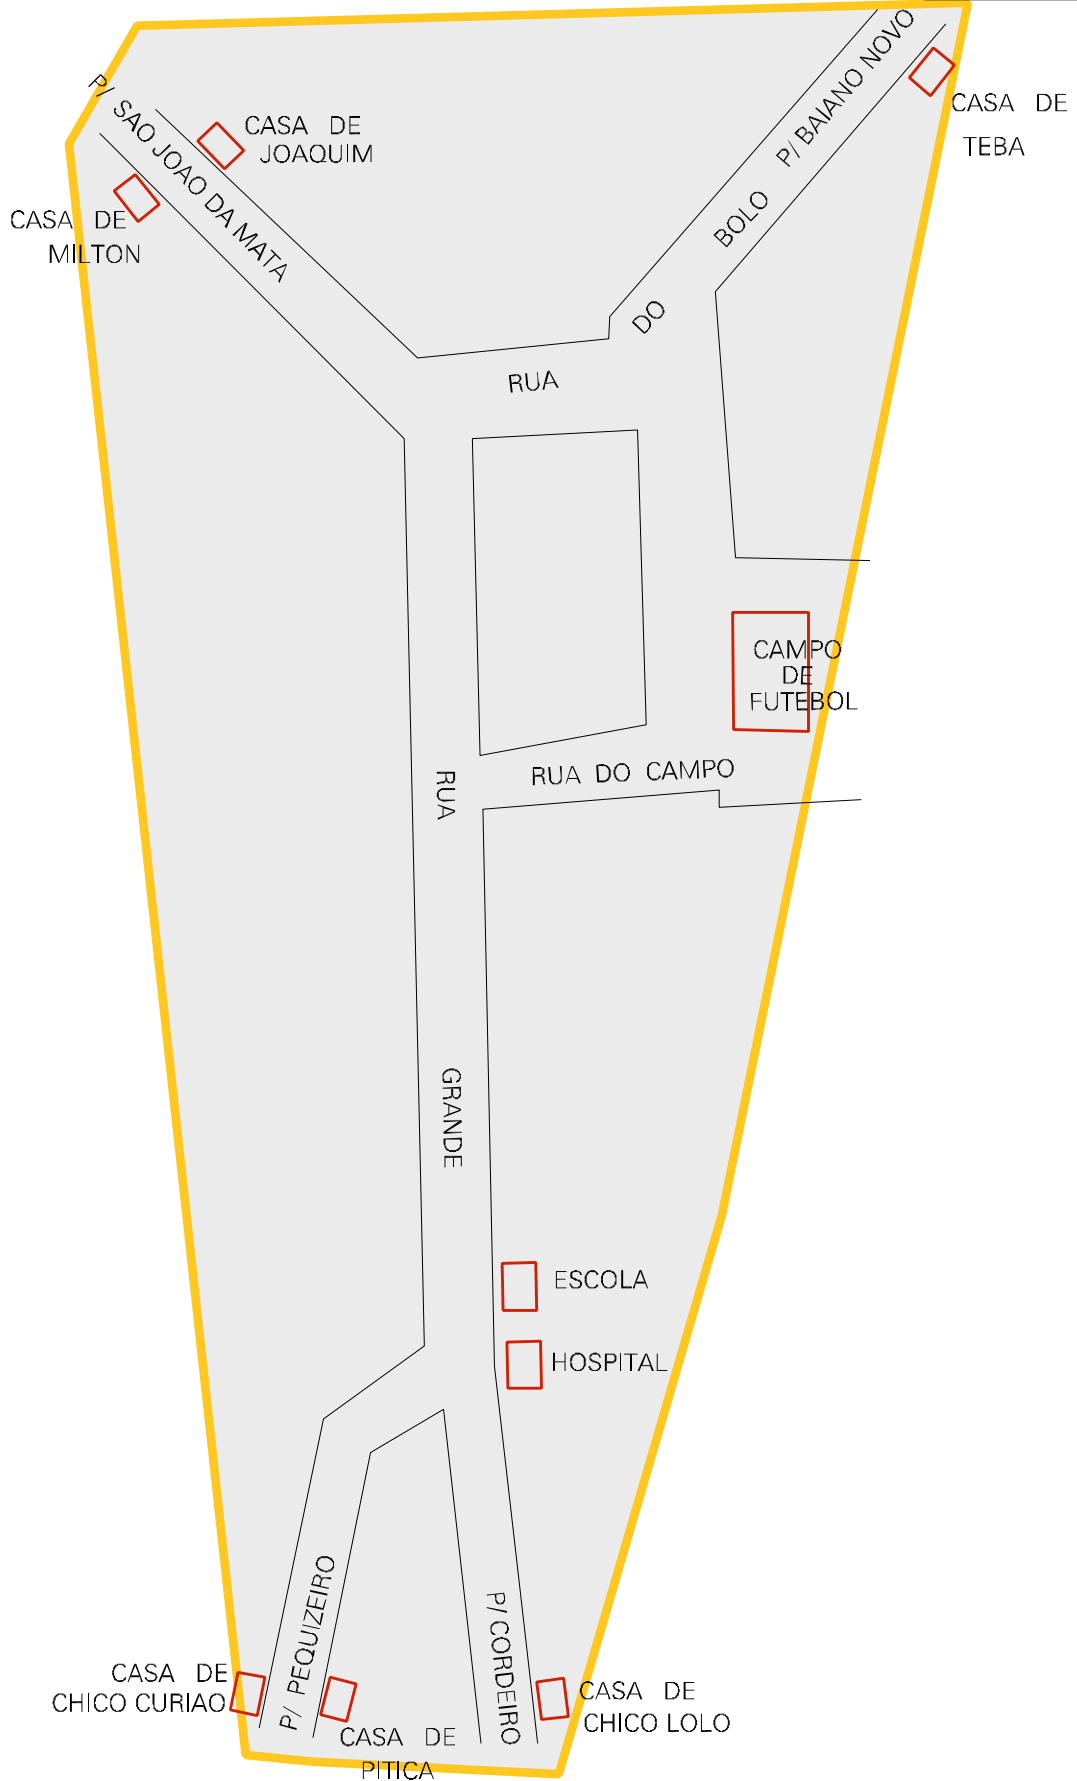 P/ SAO JOAO DA MATA
CASA DE
JOAQUIM
CASA DE
MILTON
P/ BAIANO NOVO
CASA DE
TEBA
RUA DO BOLO
CAMPO
DE
FUTEBOL
RUA DO CAMPO
RUA GRANDE
ESCOLA
HOSPITAL
P/ PEQUIZEIRO
P/ CORDEIRO
CASA DE
CHICO CURIAO
CASA DE
PITICA
CASA DE
CHICO LOLO